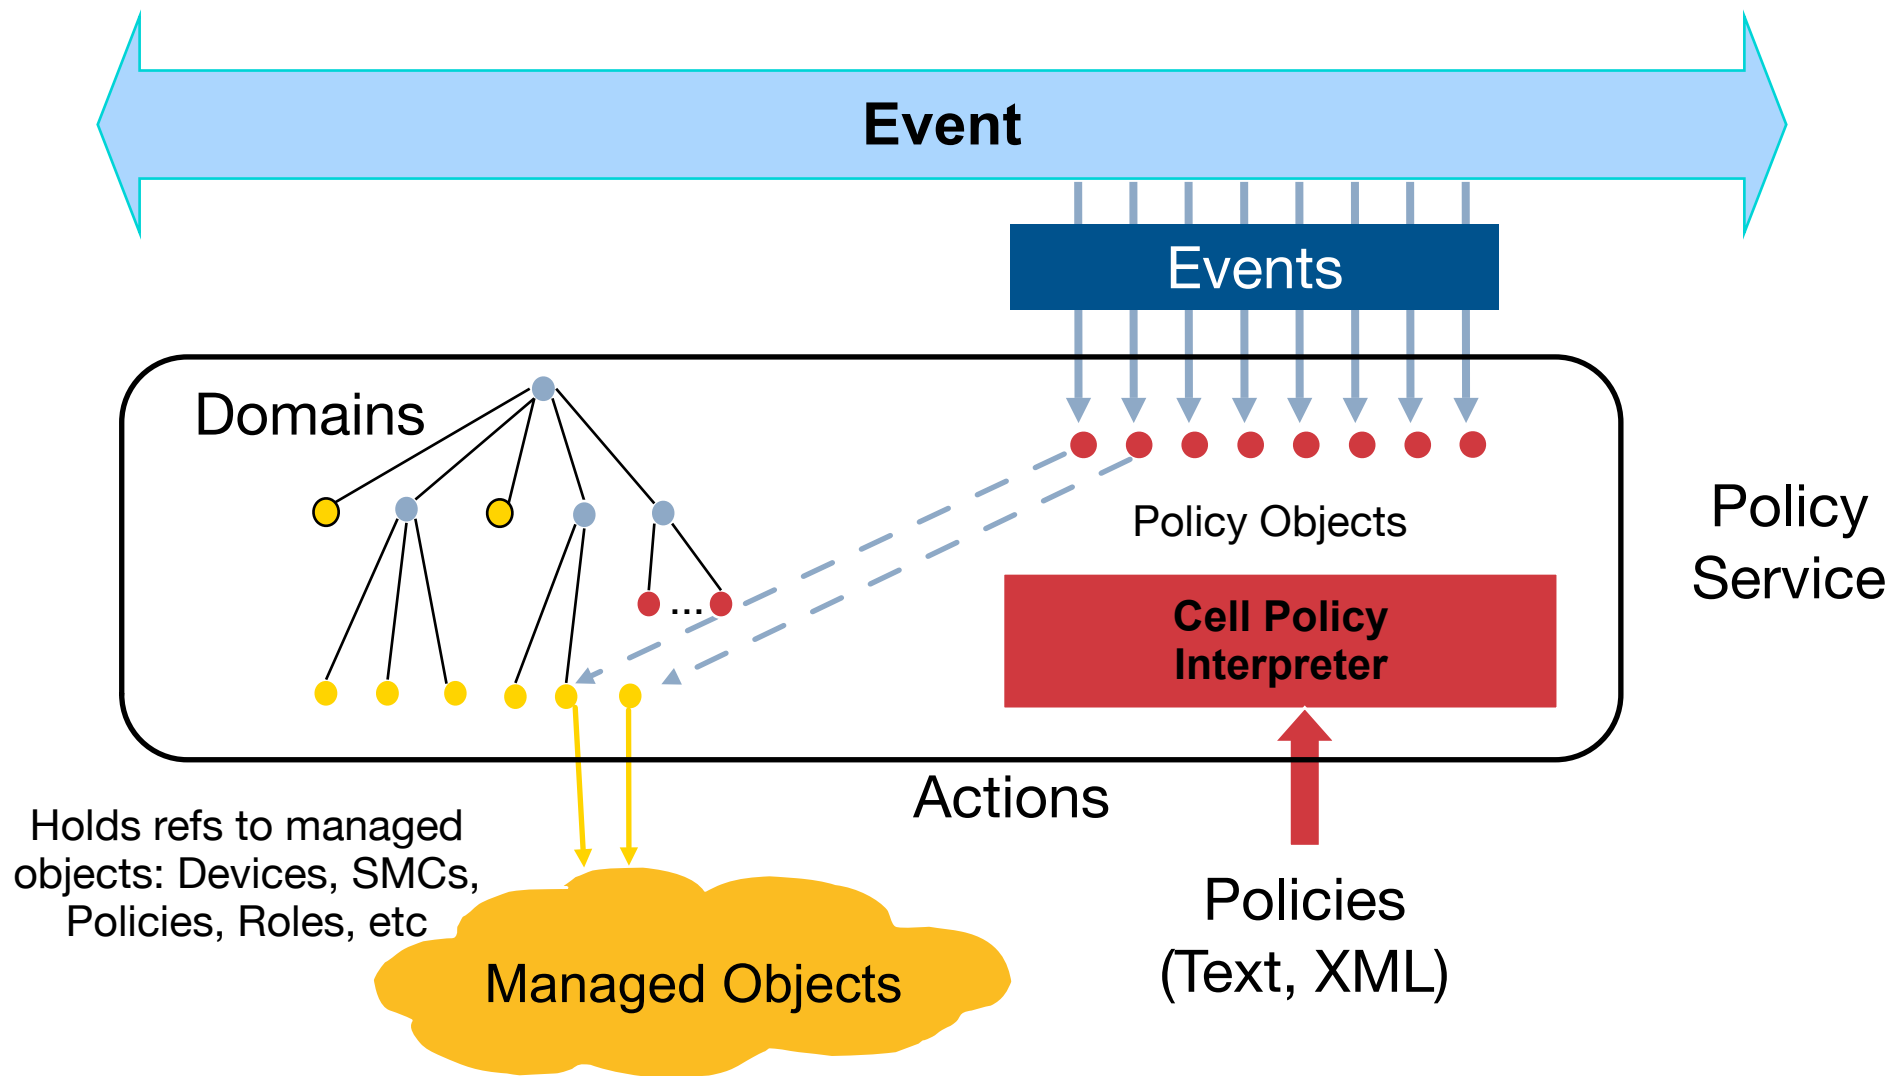 Event
Events
Domains
...
Policy Objects
Policy
Service
Cell Policy
Interpreter
Actions
Holds refs to managed
objects: Devices, SMCs,
Policies, Roles, etc
Managed Objects
Policies
(Text, XML)